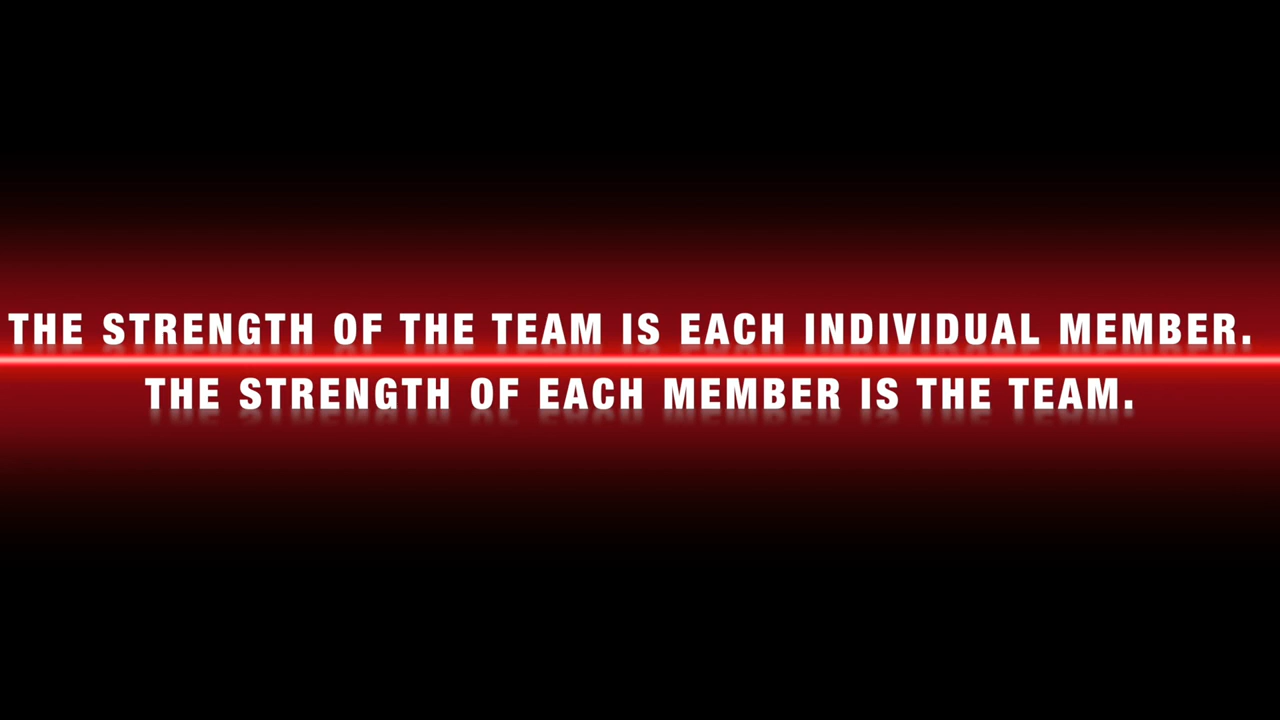 THE STRENGTH OF THE TEAM IS EACH INDIVIDUAL MEMBER.
THE STRENGTH OF EACH MEMBER IS THE TEAM.